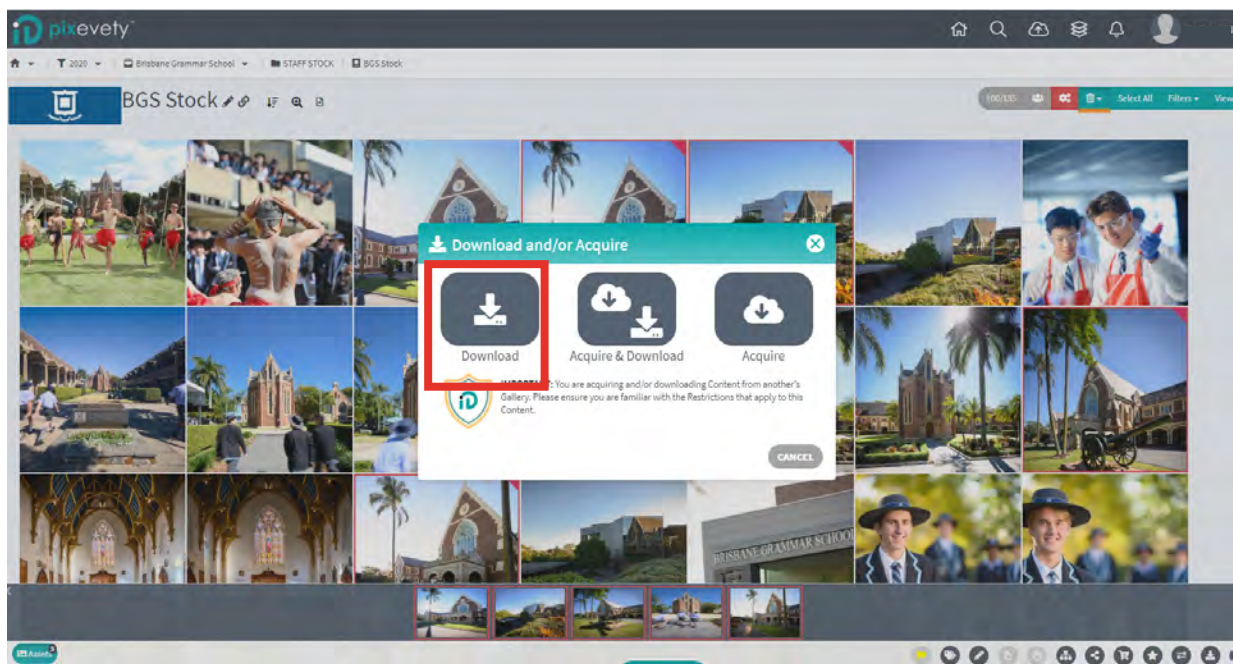 pixevety
2020
Brisbane Grammar School
STAFF STOCK
BGS Stock
BGS Stock
100/135
Select All
Filters
View
Download and/or Acquire
Download
Acquire & Download
Acquire
You are acquiring and/or downloading Content from another's
Gallery. Please ensure you are familiar with the Restrictions that apply to this
Content.
CANCEL
BRISBANE GRAMMAR SCHOOL
Assets